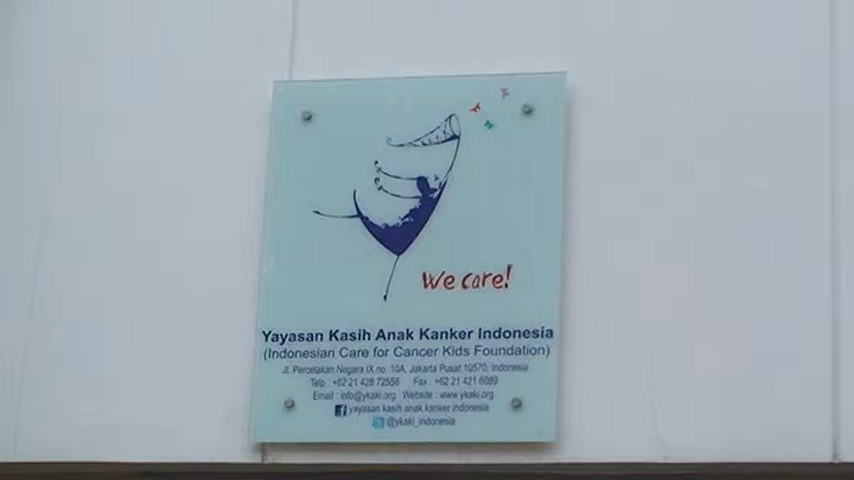 We care!
Yayasan Kasih Anak Kanker Indonesia
(Indonesian Care for Cancer Kids Foundation)
Jl. Percetakan Negara IX no. 10A, Jakarta Pusat 10570, Indonesia
Telp : +62 21 428 72556 Fax : +62 21 421 6089
Email : info@ykaki.org Website : www.ykaki.org
yayasan kasih anak kanker indonesia
@ykaki_indonesia